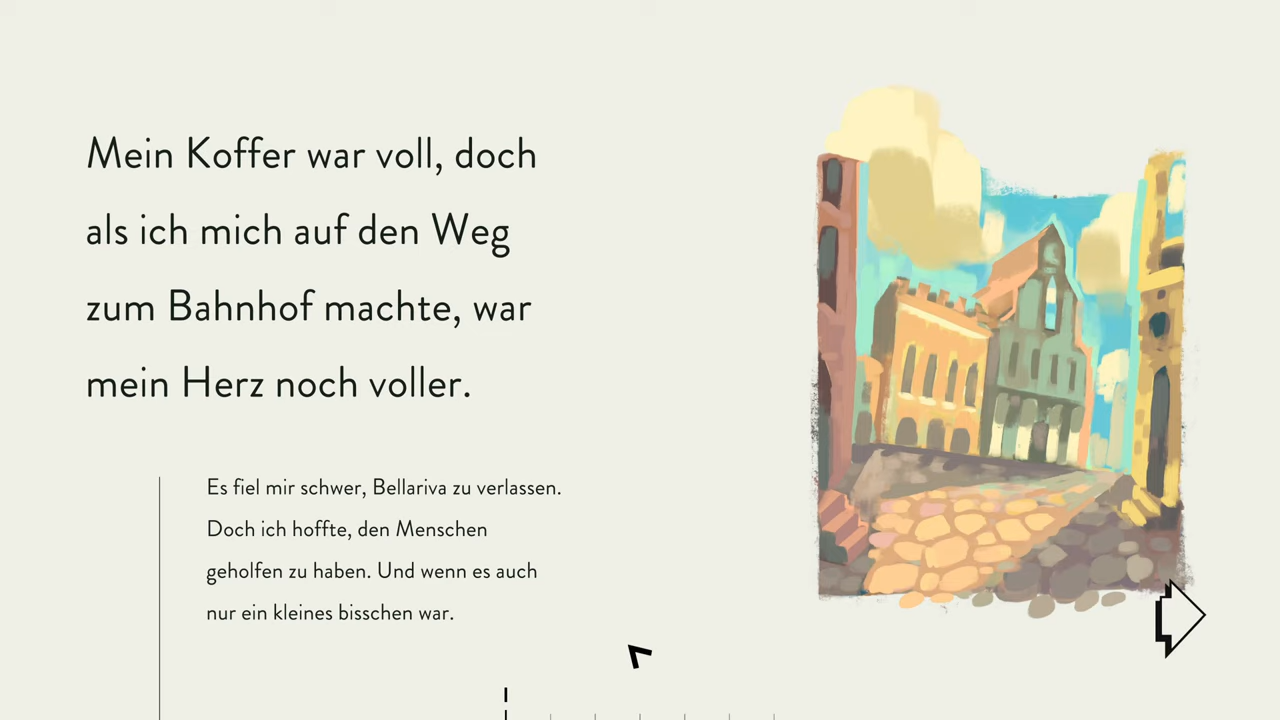 Mein Koffer war voll, doch
als ich mich auf den Weg
zum Bahnhof machte, war
mein Herz noch voller.
Es fiel mir schwer, Bellariva zu verlassen.
Doch ich hoffte, den Menschen
geholfen zu haben. Und wenn es auch
nur ein kleines bisschen war.